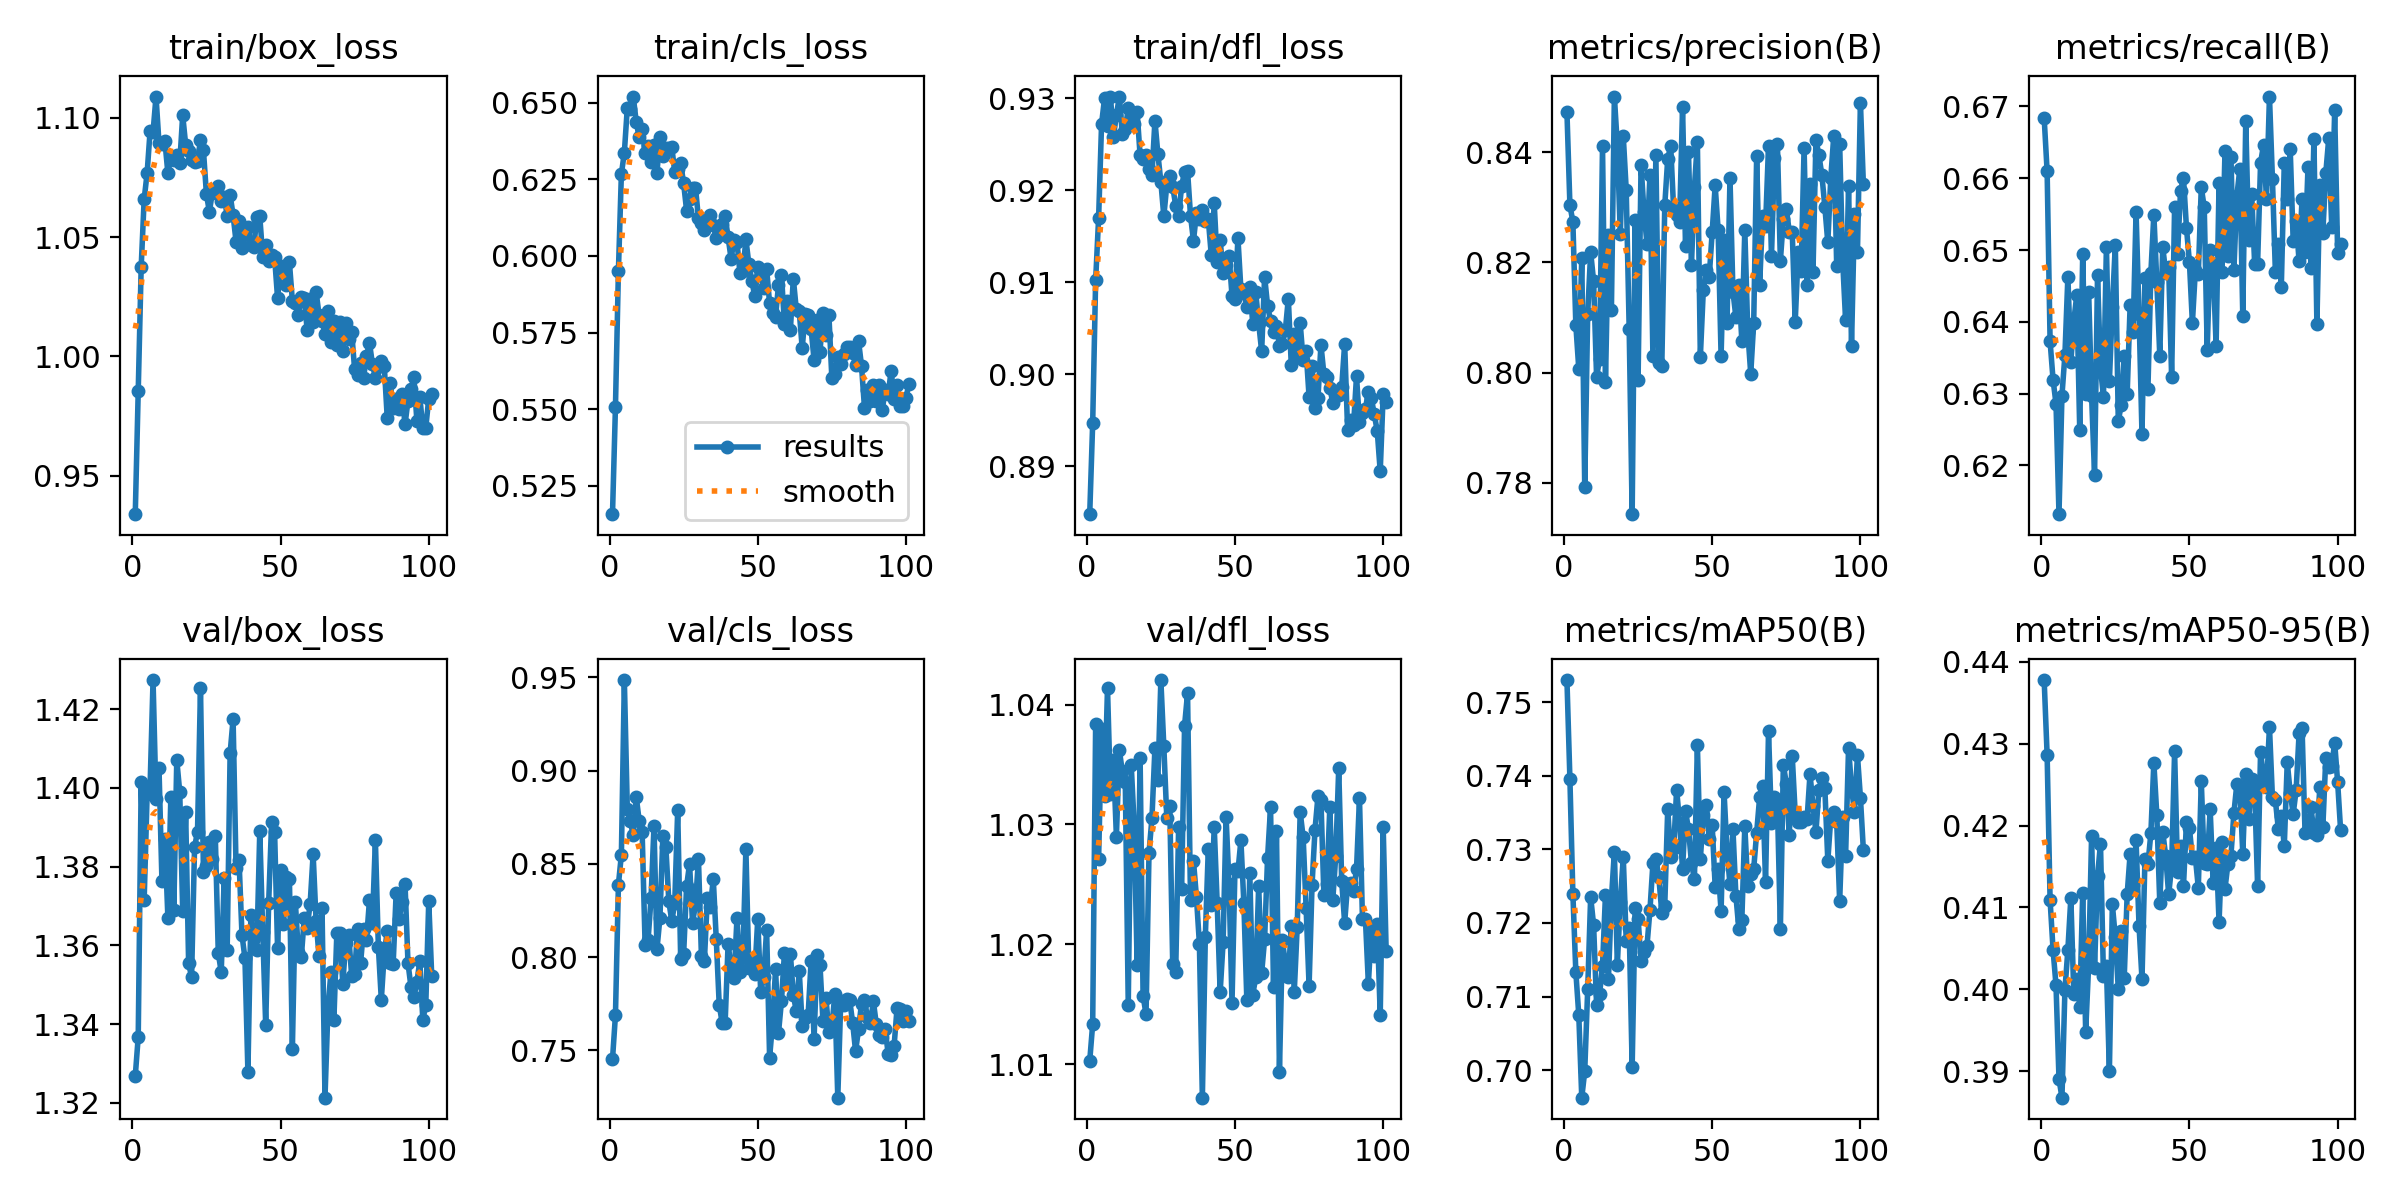 train/box_loss
1.10
1.05
1.00
0.95
0 50 100
train/cls_loss
0.650
0.625
0.600
0.575
0.550
0.525
results
smooth
0 50 100
train/dfl_loss
0.93
0.92
0.91
0.90
0.89
0 50 100
metrics/precision(B)
0.84
0.82
0.80
0.78
0 50 100
metrics/recall(B)
0.67
0.66
0.65
0.64
0.63
0.62
0 50 100
val/box_loss
1.42
1.40
1.38
1.36
1.34
1.32
0 50 100
val/cls_loss
0.95
0.90
0.85
0.80
0.75
0 50 100
val/dfl_loss
1.04
1.03
1.02
1.01
0 50 100
metrics/mAP50(B)
0.75
0.74
0.73
0.72
0.71
0.70
0 50 100
metrics/mAP50-95(B)
0.44
0.43
0.42
0.41
0.40
0.39
0 50 100